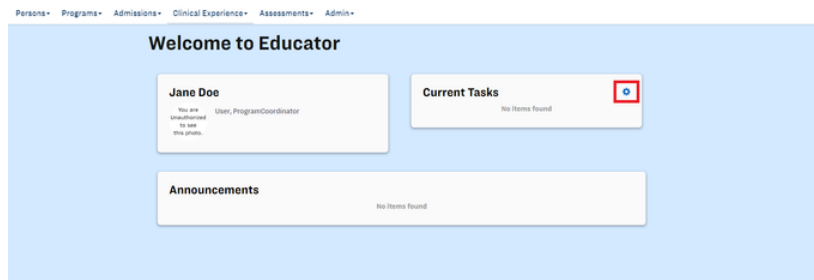 Persons Programs Admissions Clinical Experience Assessments Admin
Welcome to Educator
Jane Doe
You are
Unauthorized
to see
this photo.
User, ProgramCoordinator
Current Tasks
No items found
Announcements
No items found